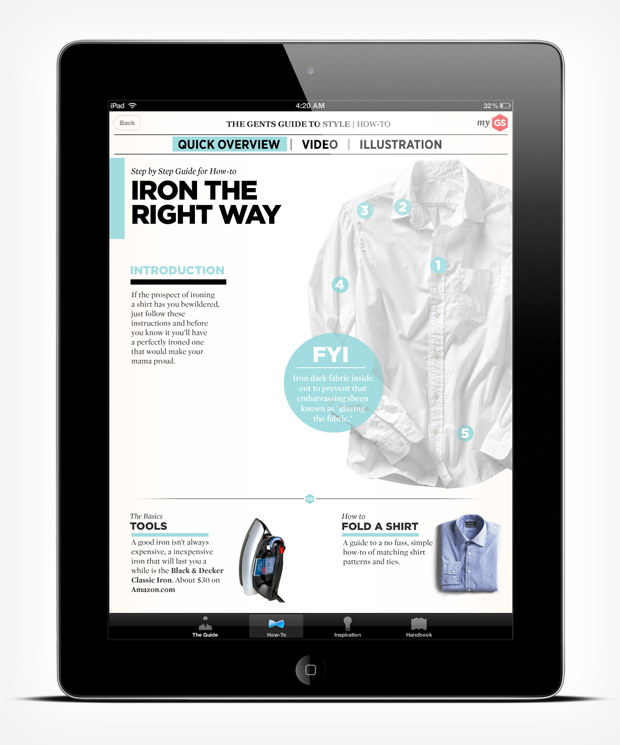 iPad 4:20 AM 32%
Back THE GENTS GUIDE TO STYLE | HOW-TO my GS
QUICK OVERVIEW | VIDEO | ILLUSTRATION
Step by Step Guide for How-to
IRON THE
RIGHT WAY
3 2
1
4
5
INTRODUCTION
If the prospect of ironing
a shirt has you bewildered,
just follow these
instructions and before
you know it you'll have
a perfectly ironed one
that would make your
mama proud.
FYI
Iron dark fabric inside
out to prevent that
embarrassing sheen
known as "glazing
the fabric."
GS
The Basics
TOOLS
A good iron isn't always
expensive, a inexpensive
iron that will last you a
while is the Black & Decker
Classic Iron. About $30 on
Amazon.com
How to
FOLD A SHIRT
A guide to a no fuss, simple
how-to of matching shirt
patterns and ties.
The Guide How-To Inspiration Handbook